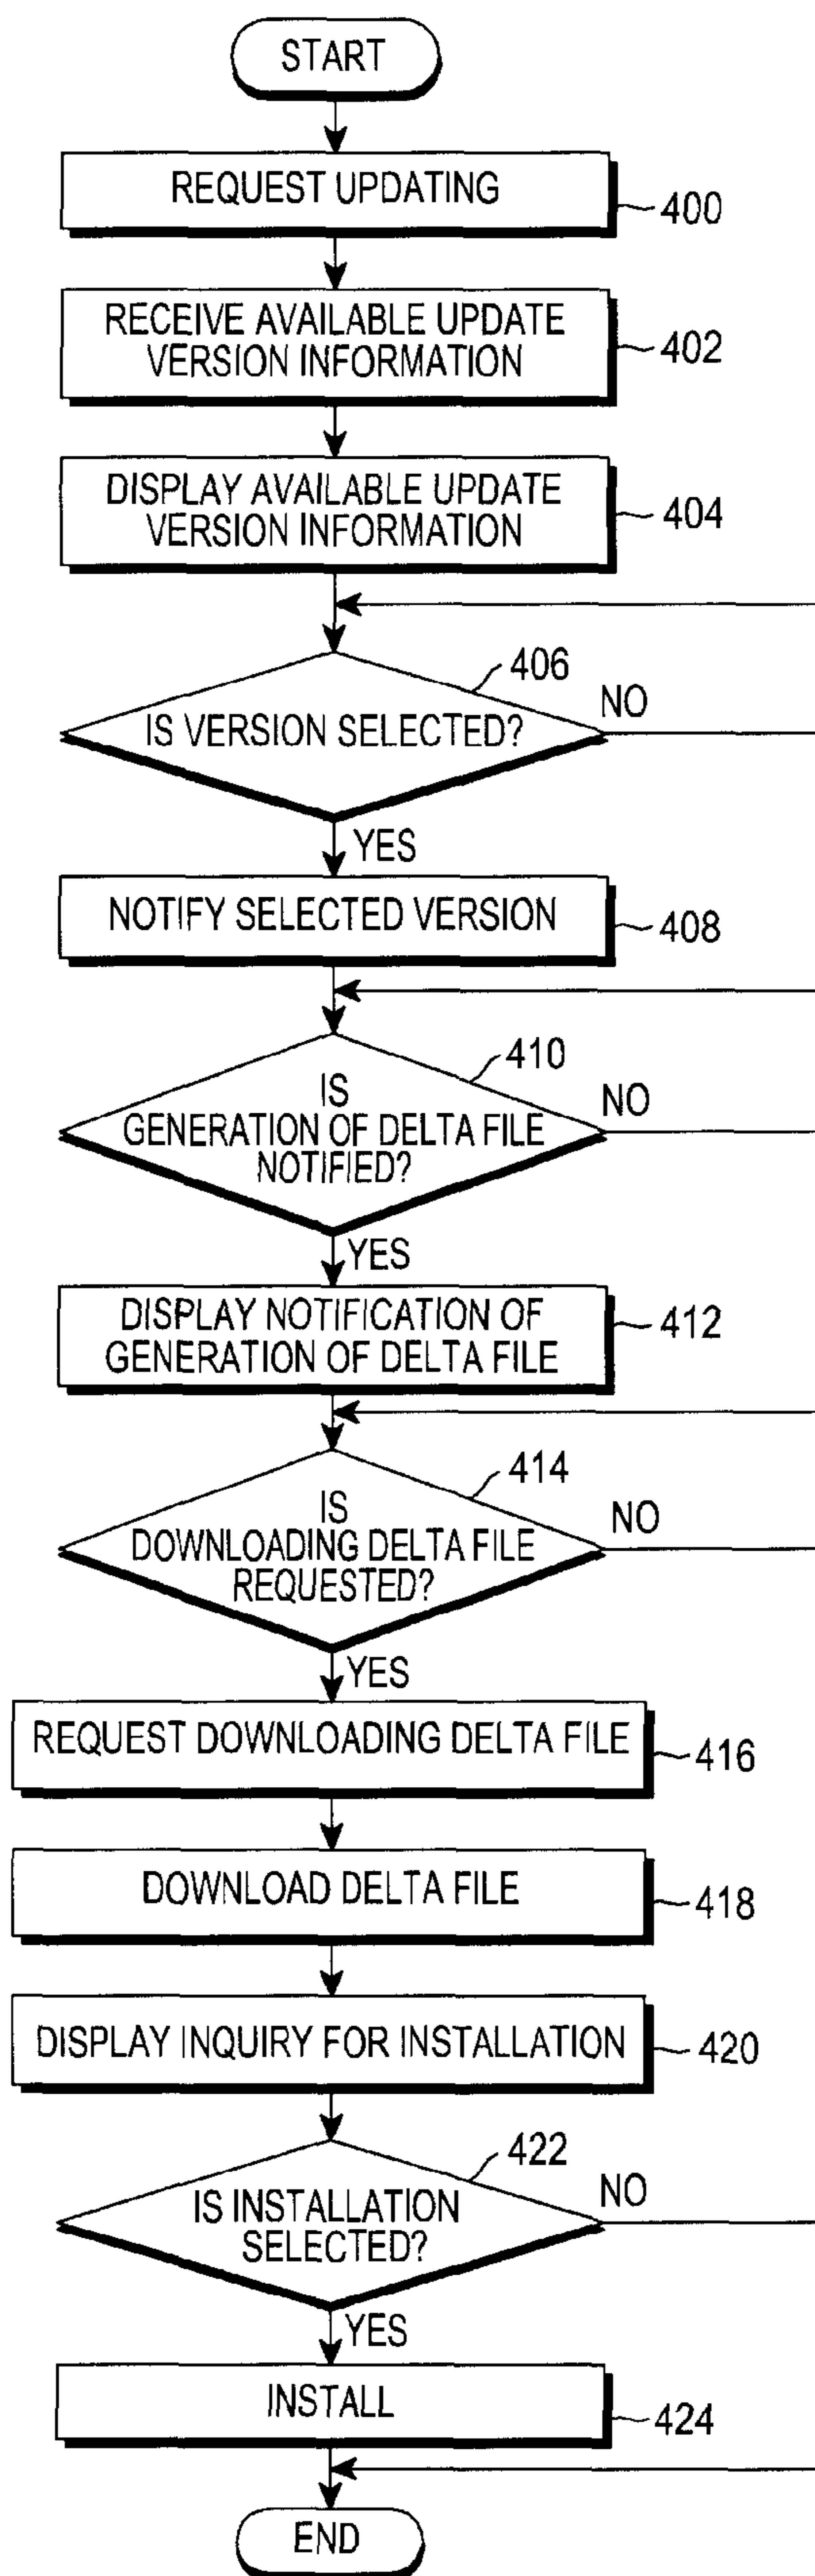 START
REQUEST UPDATING
400
RECEIVE AVAILABLE UPDATE
VERSION INFORMATION
402
DISPLAY AVAILABLE UPDATE
VERSION INFORMATION
404
406
IS VERSION SELECTED?
NO
YES
NOTIFY SELECTED VERSION
408
410
IS
GENERATION OF DELTA FILE
NOTIFIED?
NO
YES
DISPLAY NOTIFICATION OF
GENERATION OF DELTA FILE
412
414
IS
DOWNLOADING DELTA FILE
REQUESTED?
NO
YES
REQUEST DOWNLOADING DELTA FILE
416
DOWNLOAD DELTA FILE
418
DISPLAY INQUIRY FOR INSTALLATION
420
422
IS INSTALLATION
SELECTED?
NO
YES
INSTALL
424
END